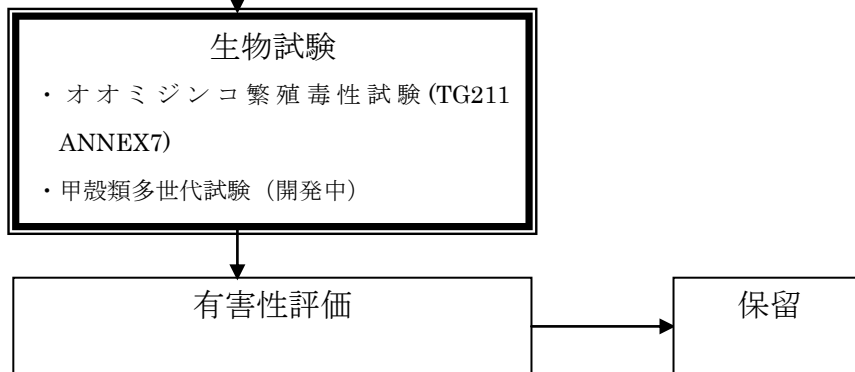 生物試験
・オオミジンコ繁殖毒性試験(TG211
ANNEX7)
・甲殻類多世代試験（開発中）
有害性評価
保留